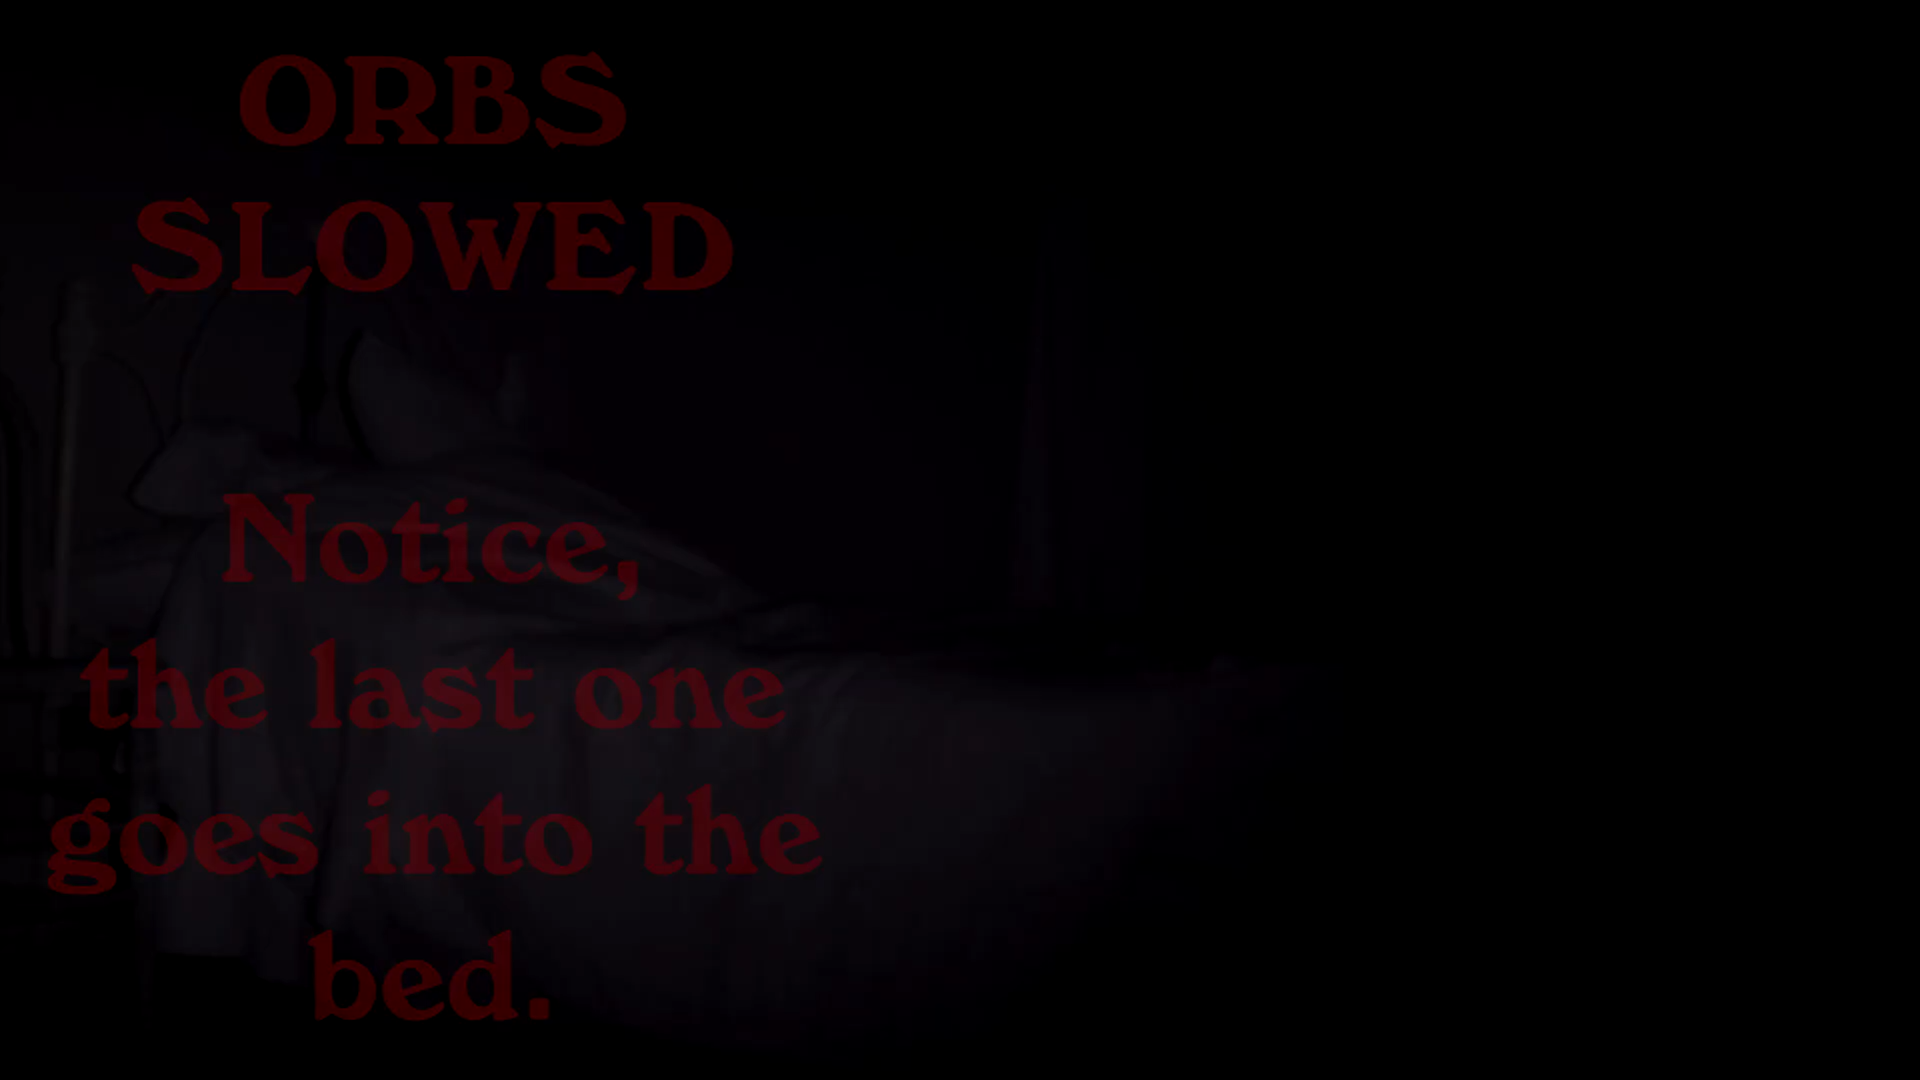 ORBS
SLOWED
Notice,
the last one
goes into the
bed.